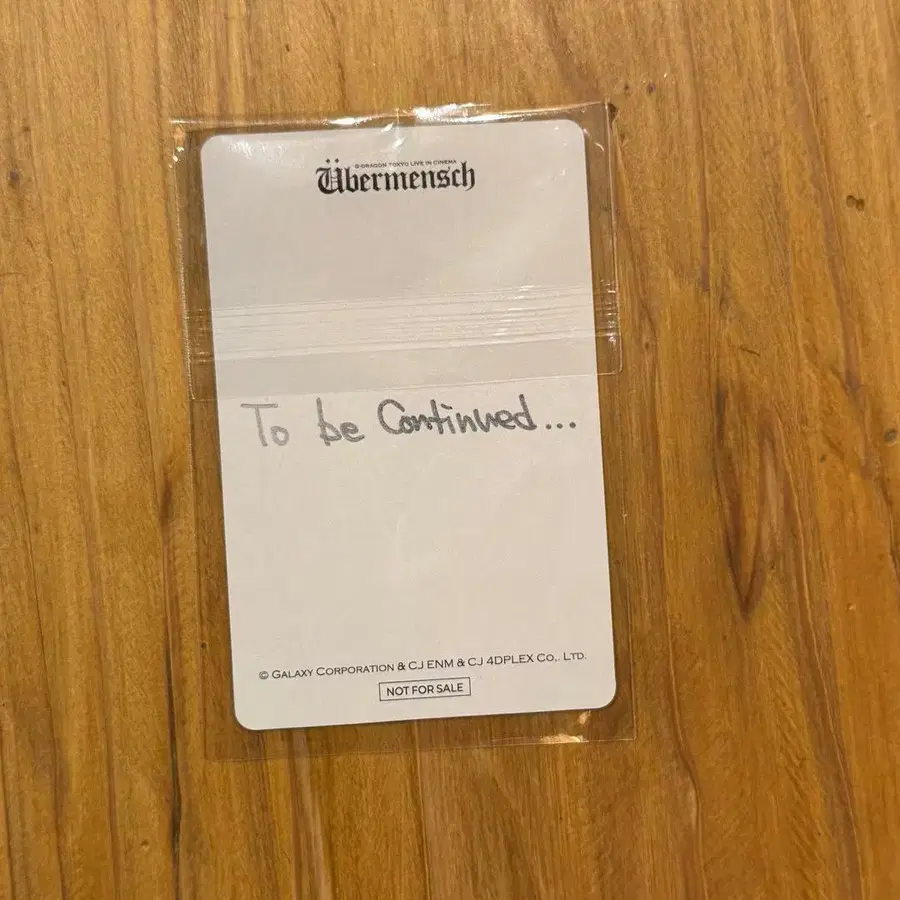 G-DRAGON TOKYO LIVE IN CINEMA
Übermensch
To be Continued...
© GALAXY CORPORATION & CJ ENM & CJ 4DPLEX CO,. LTD.
NOT FOR SALE